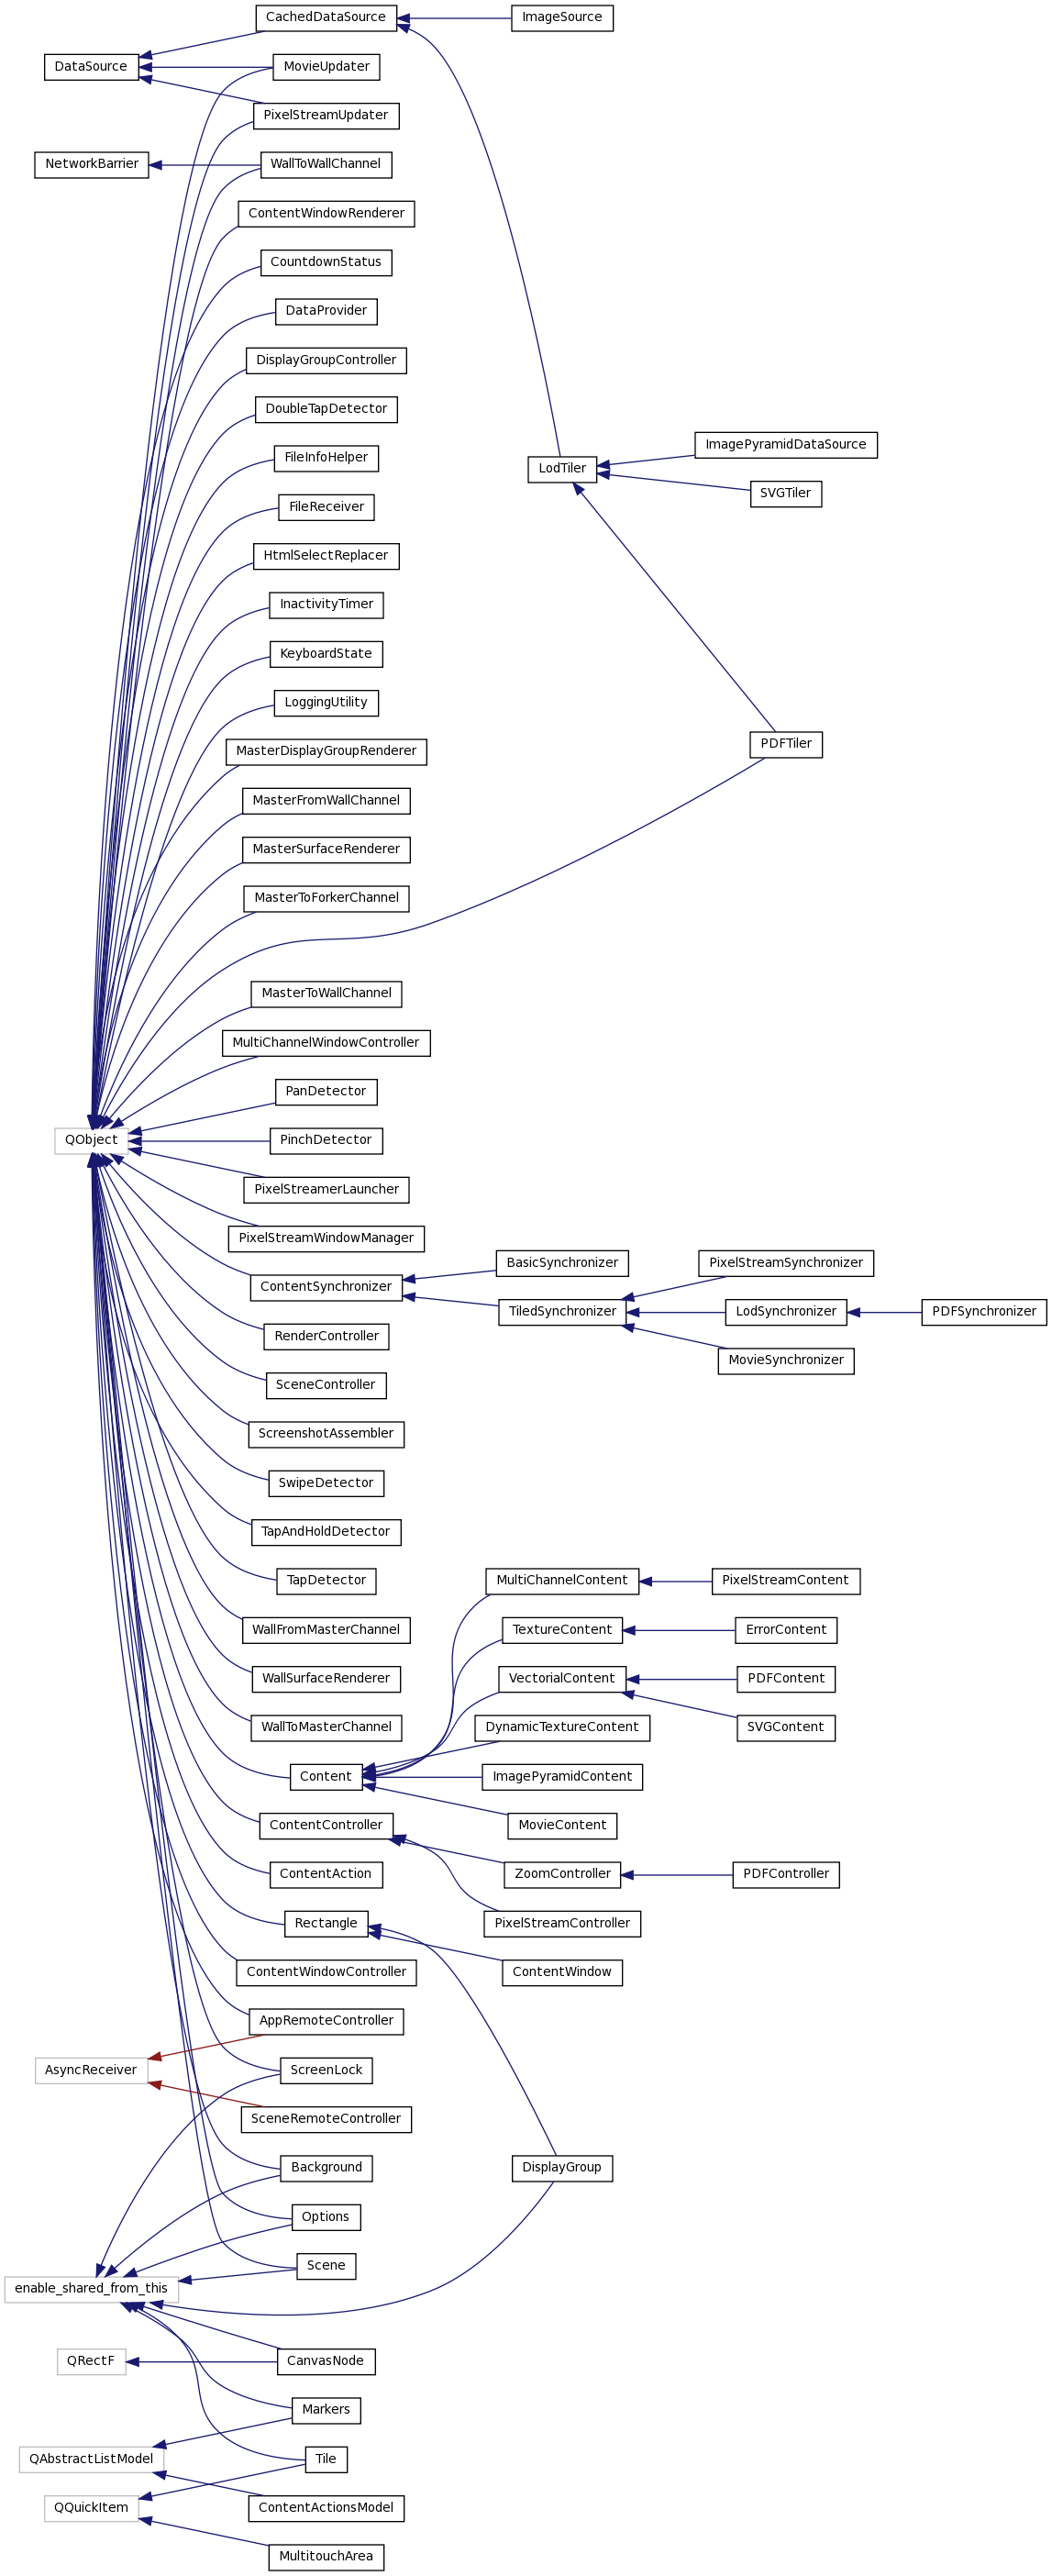 CachedDataSource
ImageSource
DataSource
MovieUpdater
PixelStreamUpdater
NetworkBarrier
WallToWallChannel
ContentWindowRenderer
CountdownStatus
DataProvider
DisplayGroupController
DoubleTapDetector
ImagePyramidDataSource
FileInfoHelper
LodTiler
SVGTiler
FileReceiver
HtmlSelectReplacer
InactivityTimer
KeyboardState
LoggingUtility
MasterDisplayGroupRenderer
PDFTiler
MasterFromWallChannel
MasterSurfaceRenderer
MasterToForkerChannel
MasterToWallChannel
MultiChannelWindowController
PanDetector
QObject
PinchDetector
PixelStreamerLauncher
PixelStreamWindowManager
ContentSynchronizer
BasicSynchronizer
PixelStreamSynchronizer
TiledSynchronizer
LodSynchronizer
PDFSynchronizer
RenderController
MovieSynchronizer
SceneController
ScreenshotAssembler
SwipeDetector
TapAndHoldDetector
TapDetector
MultiChannelContent
PixelStreamContent
WallFromMasterChannel
TextureContent
ErrorContent
WallSurfaceRenderer
VectorialContent
PDFContent
WallToMasterChannel
DynamicTextureContent
SVGContent
Content
ImagePyramidContent
ContentController
MovieContent
ContentAction
ZoomController
PDFController
Rectangle
PixelStreamController
ContentWindowController
ContentWindow
AppRemoteController
AsyncReceiver
ScreenLock
SceneRemoteController
Background
DisplayGroup
Options
Scene
enable_shared_from_this
QRectF
CanvasNode
Markers
QAbstractListModel
Tile
QQuickItem
ContentActionsModel
MultitouchArea